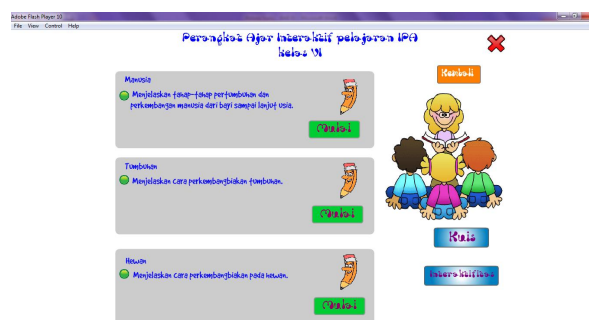 Adobe Flash Player 10
File View Control Help
Perangkat Ajar Interaktif pelajaran IPA
kelas VI
Kembali
Manusia
Menjelaskan tahap-tahap pertumbuhan dan
perkembangan manusia dari bayi sampai lanjut usia.
Mulai
Tumbuhan
Menjelaskan cara perkembangbiakan tumbuhan.
Mulai
Kuis
Interaktifitas
Hewan
Menjelaskan cara perkembangbiakan pada hewan.
Mulai